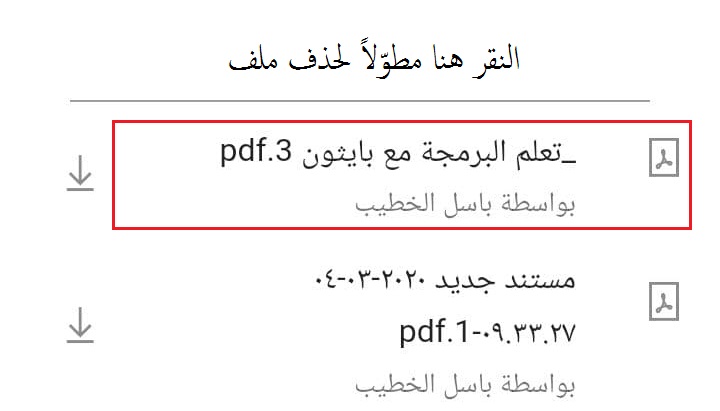 النقر هنا مطوّلاً لحذف ملف
_تعلم البرمجة مع بايثون 3.pdf
بواسطة باسل الخطيب
مستند جديد ٢٠٢٠-٠٣-٠٤
٠٩.٣٣.٢٧-1.pdf
بواسطة باسل الخطيب